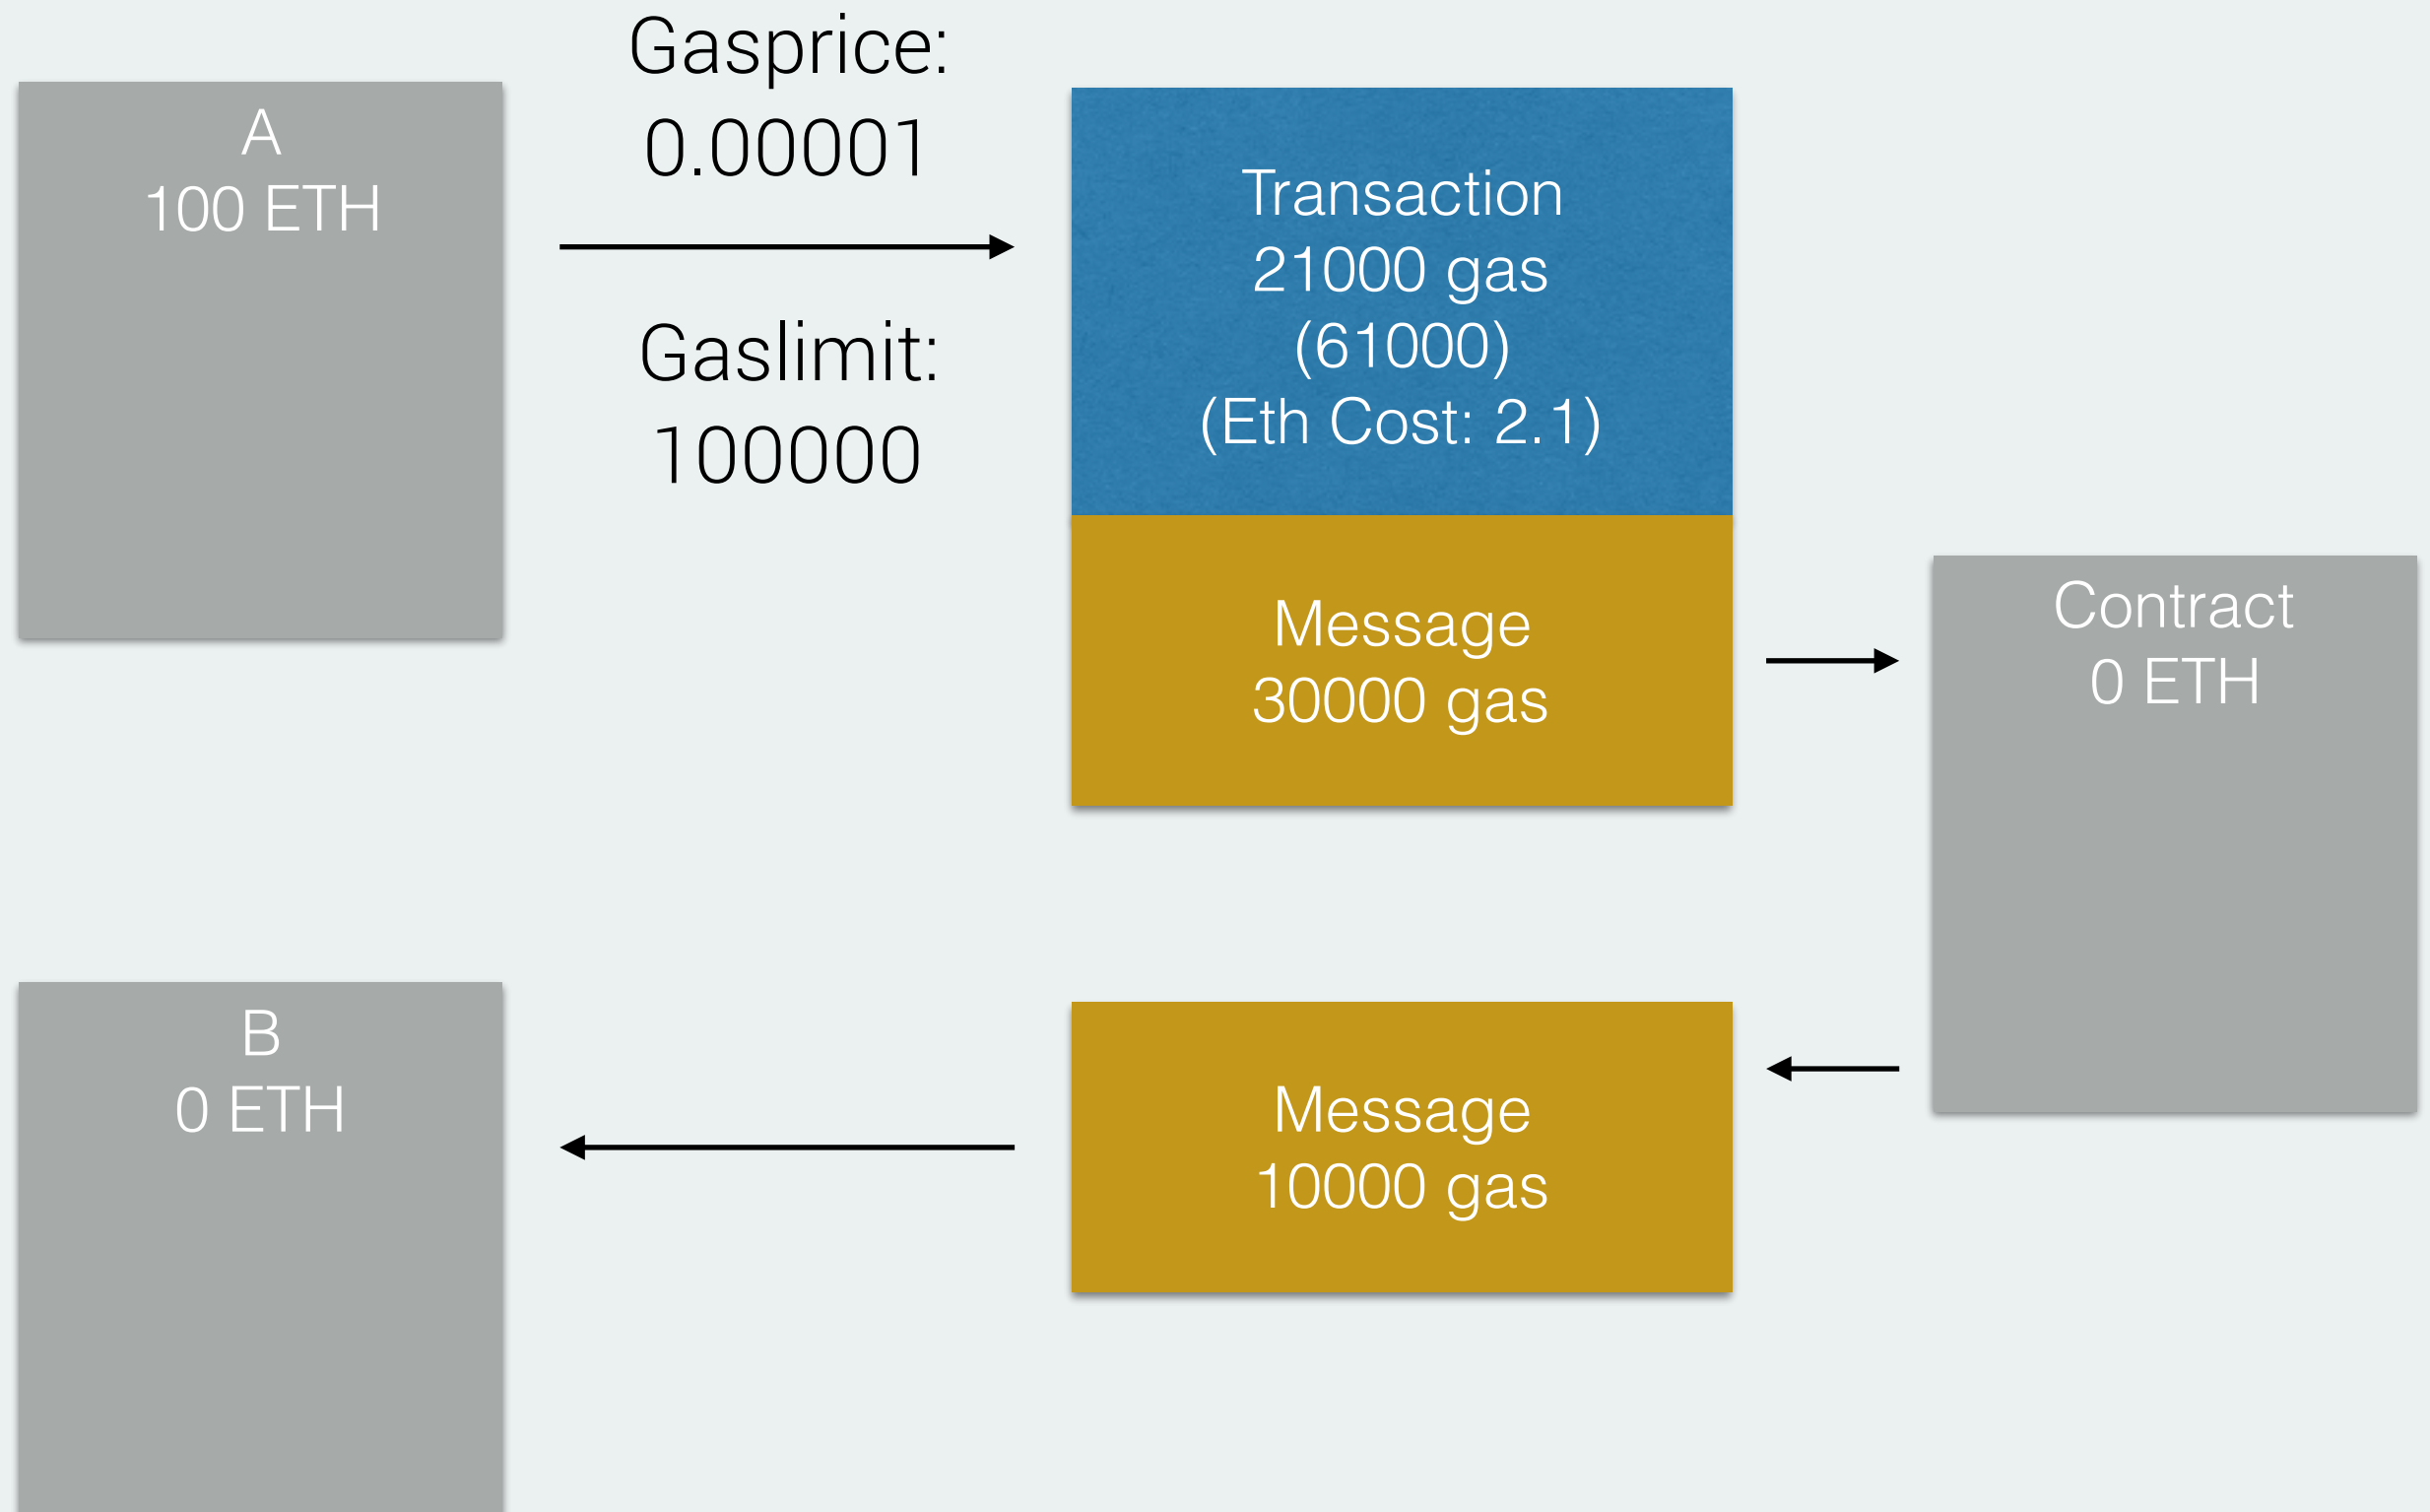 A
100 ETH
Gasprice:
0.00001
Gaslimit:
100000
Transaction
21000 gas
(61000)
(Eth Cost: 2.1)
Message
30000 gas
Contract
0 ETH
B
0 ETH
Message
10000 gas